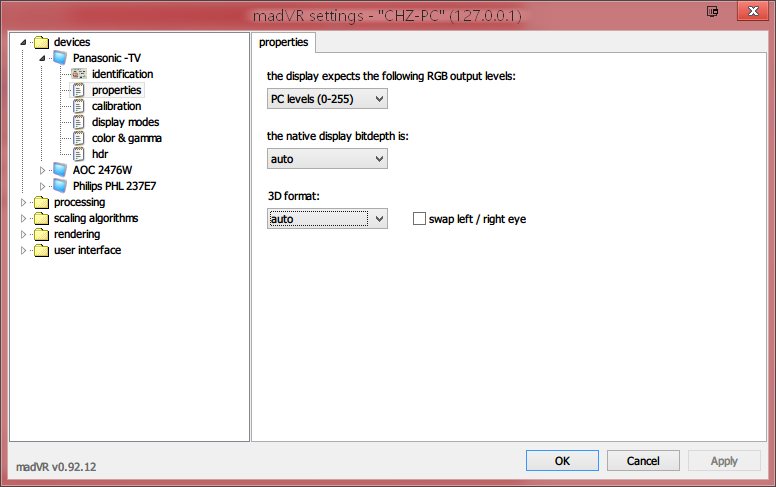 madVR settings - "CHZ-PC" (127.0.0.1)
devices
Panasonic -TV
identification
properties
calibration
display modes
color & gamma
hdr
AOC 2476W
Philips PHL 237E7
processing
scaling algorithms
rendering
user interface
properties
the display expects the following RGB output levels:
PC levels (0-255)
the native display bitdepth is:
auto
3D format:
auto
swap left / right eye
madVR v0.92.12
OK
Cancel
Apply